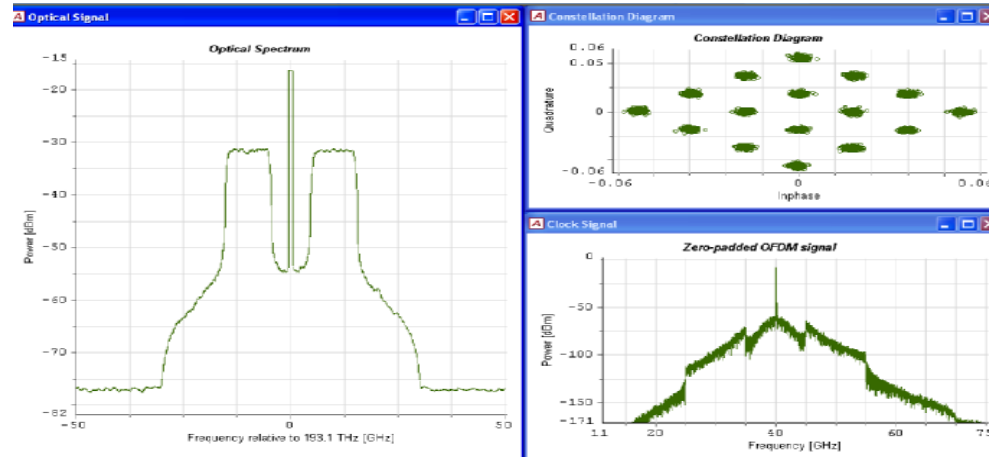 Optical Signal
Optical Spectrum
-15
-20
-30
-40
-50
-60
-70
-82
Power [dBm]
-50
0
50
Frequency relative to 193.1 THz [GHz]
Constellation Diagram
Constellation Diagram
0.06
0.05
0
-0.06
Quadrature
-0.06
0
0.06
Inphase
Clock Signal
Zero-padded OFDM signal
0
-50
-100
-150
-171
Power [dBm]
1.1
20
40
60
75
Frequency [GHz]